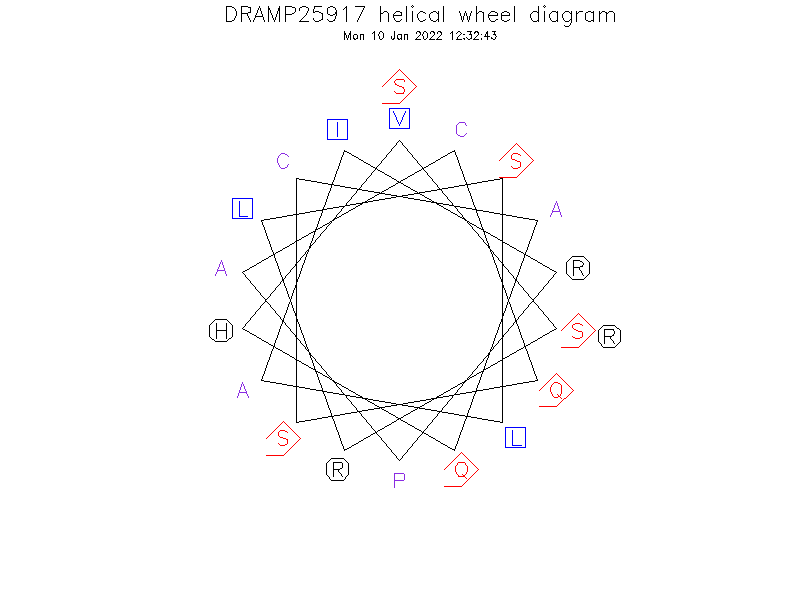 DRAMP25917 helical wheel diagram
Mon 10 Jan 2022 12:32:43
S
I V C
C S
L A
A R
H S R
A Q
S L
R P Q